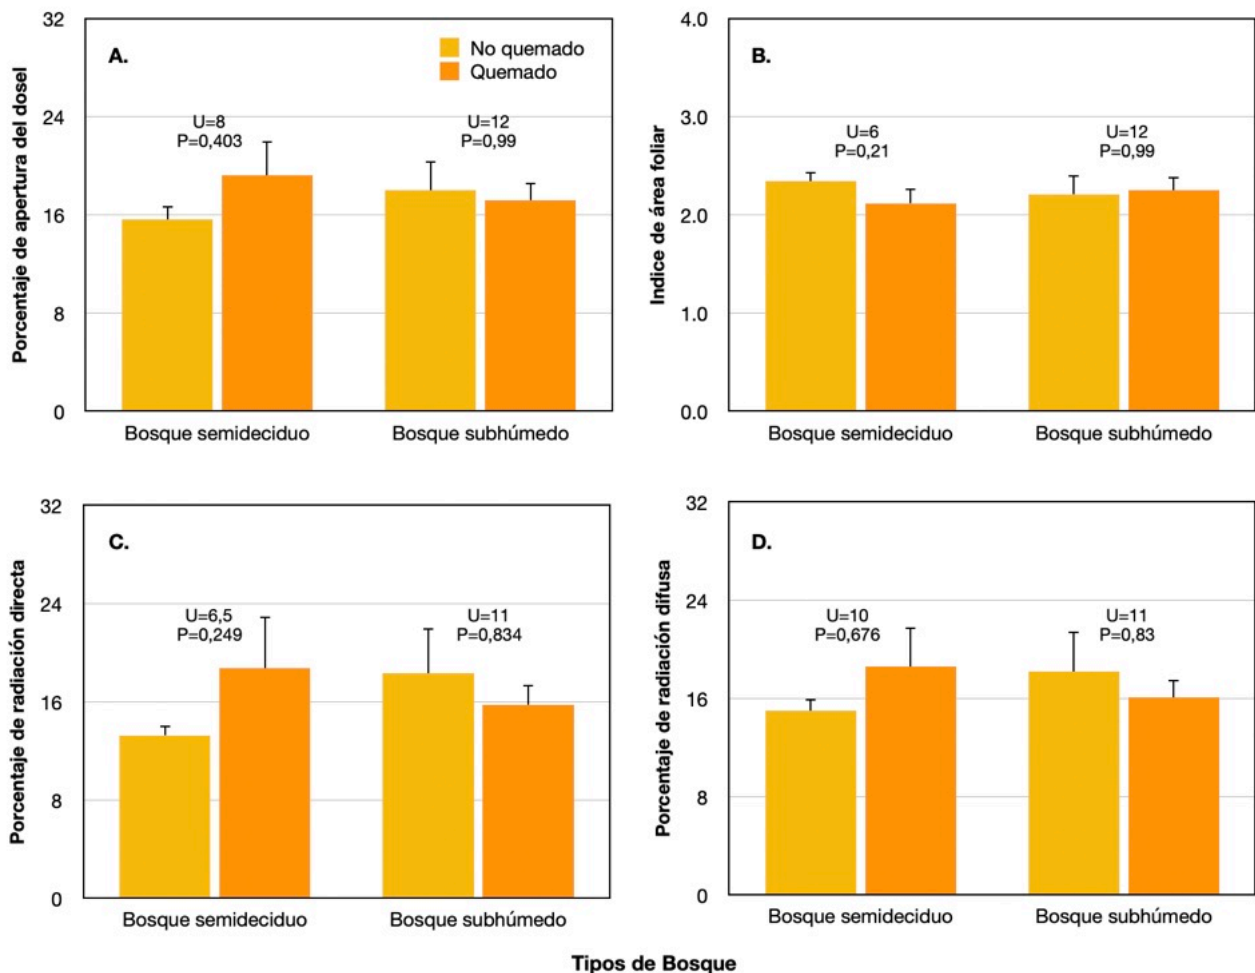 A.
No quemado
Quemado
Porcentaje de apertura del dosel
32
24
16
8
0
U=8
P=0,403
U=12
P=0,99
Bosque semideciduo
Bosque subhúmedo
B.
Indice de área foliar
4.0
3.0
2.0
1.0
0.0
U=6
P=0,21
U=12
P=0,99
Bosque semideciduo
Bosque subhúmedo
C.
Porcentaje de radiación directa
32
24
16
8
0
U=6,5
P=0,249
U=11
P=0,834
Bosque semideciduo
Bosque subhúmedo
D.
Porcentaje de radiación difusa
32
24
16
8
0
U=10
P=0,676
U=11
P=0,83
Bosque semideciduo
Bosque subhúmedo
Tipos de Bosque